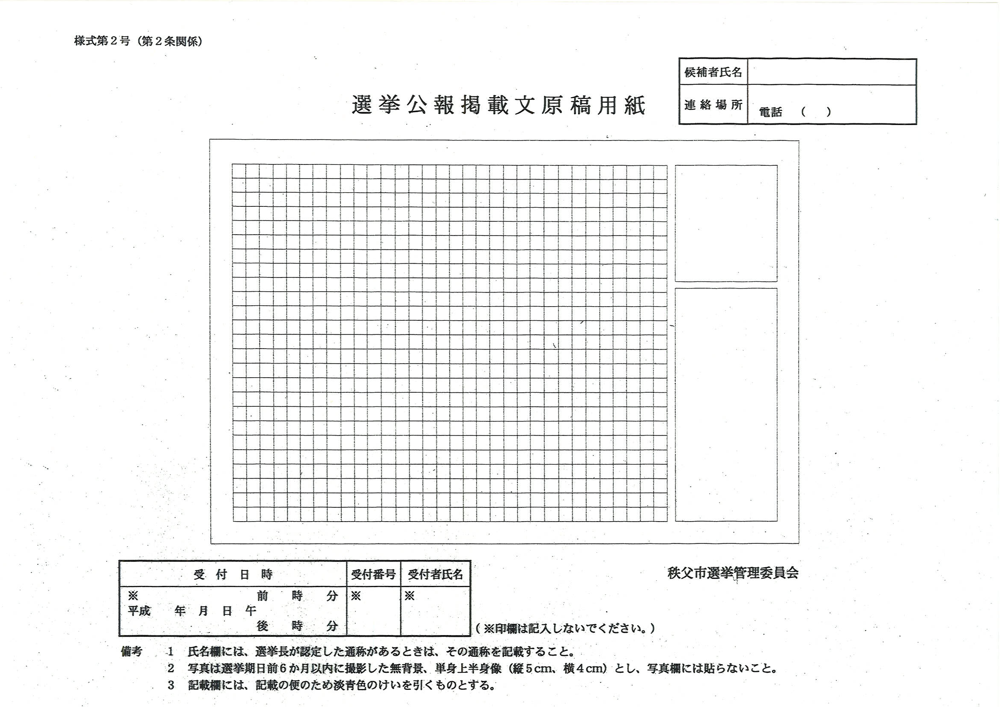 様式第２号（第２条関係）
候補者氏名
選挙公報掲載文原稿用紙
連絡場所
電話　（　　）
受　付　日　時
受付番号
受付者氏名
秩父市選挙管理委員会
※　前　時　分
※
※
平成　年　月　日　午
後　時　分
（※印欄は記入しないでください。）
備考　１　氏名欄には、選挙長が認定した通称があるときは、その通称を記載すること。
２　写真は選挙期日前６か月以内に撮影した無背景、単身上半身像（縦５cm、横４cm）とし、写真欄には貼らないこと。
３　記載欄には、記載の便のため淡青色のけいを引くものとする。